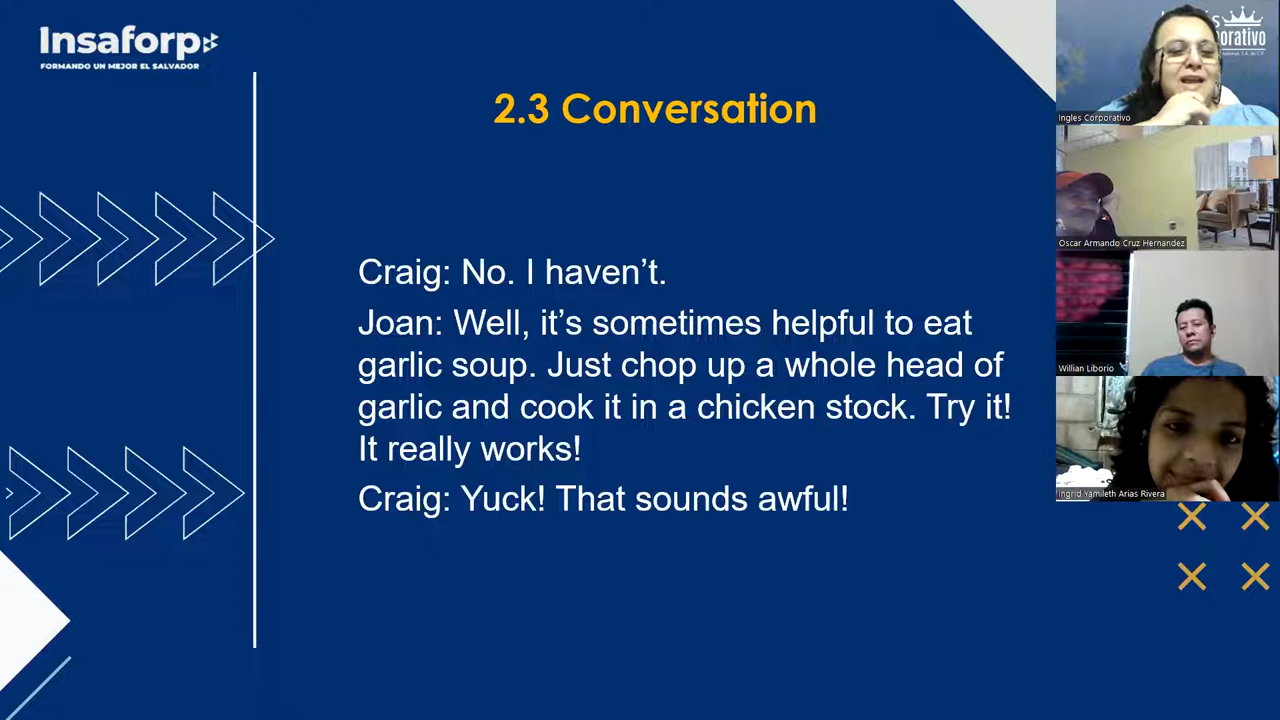 Insaforp
FORMANDO UN MEJOR EL SALVADOR
2.3 Conversation
Craig: No. I haven’t.
Joan: Well, it’s sometimes helpful to eat
garlic soup. Just chop up a whole head of
garlic and cook it in a chicken stock. Try it!
It really works!
Craig: Yuck! That sounds awful!
Ingles Corporativo
Oscar Armando Cruz Hernandez
Willian Liborio
Ingrid Yamileth Arias Rivera